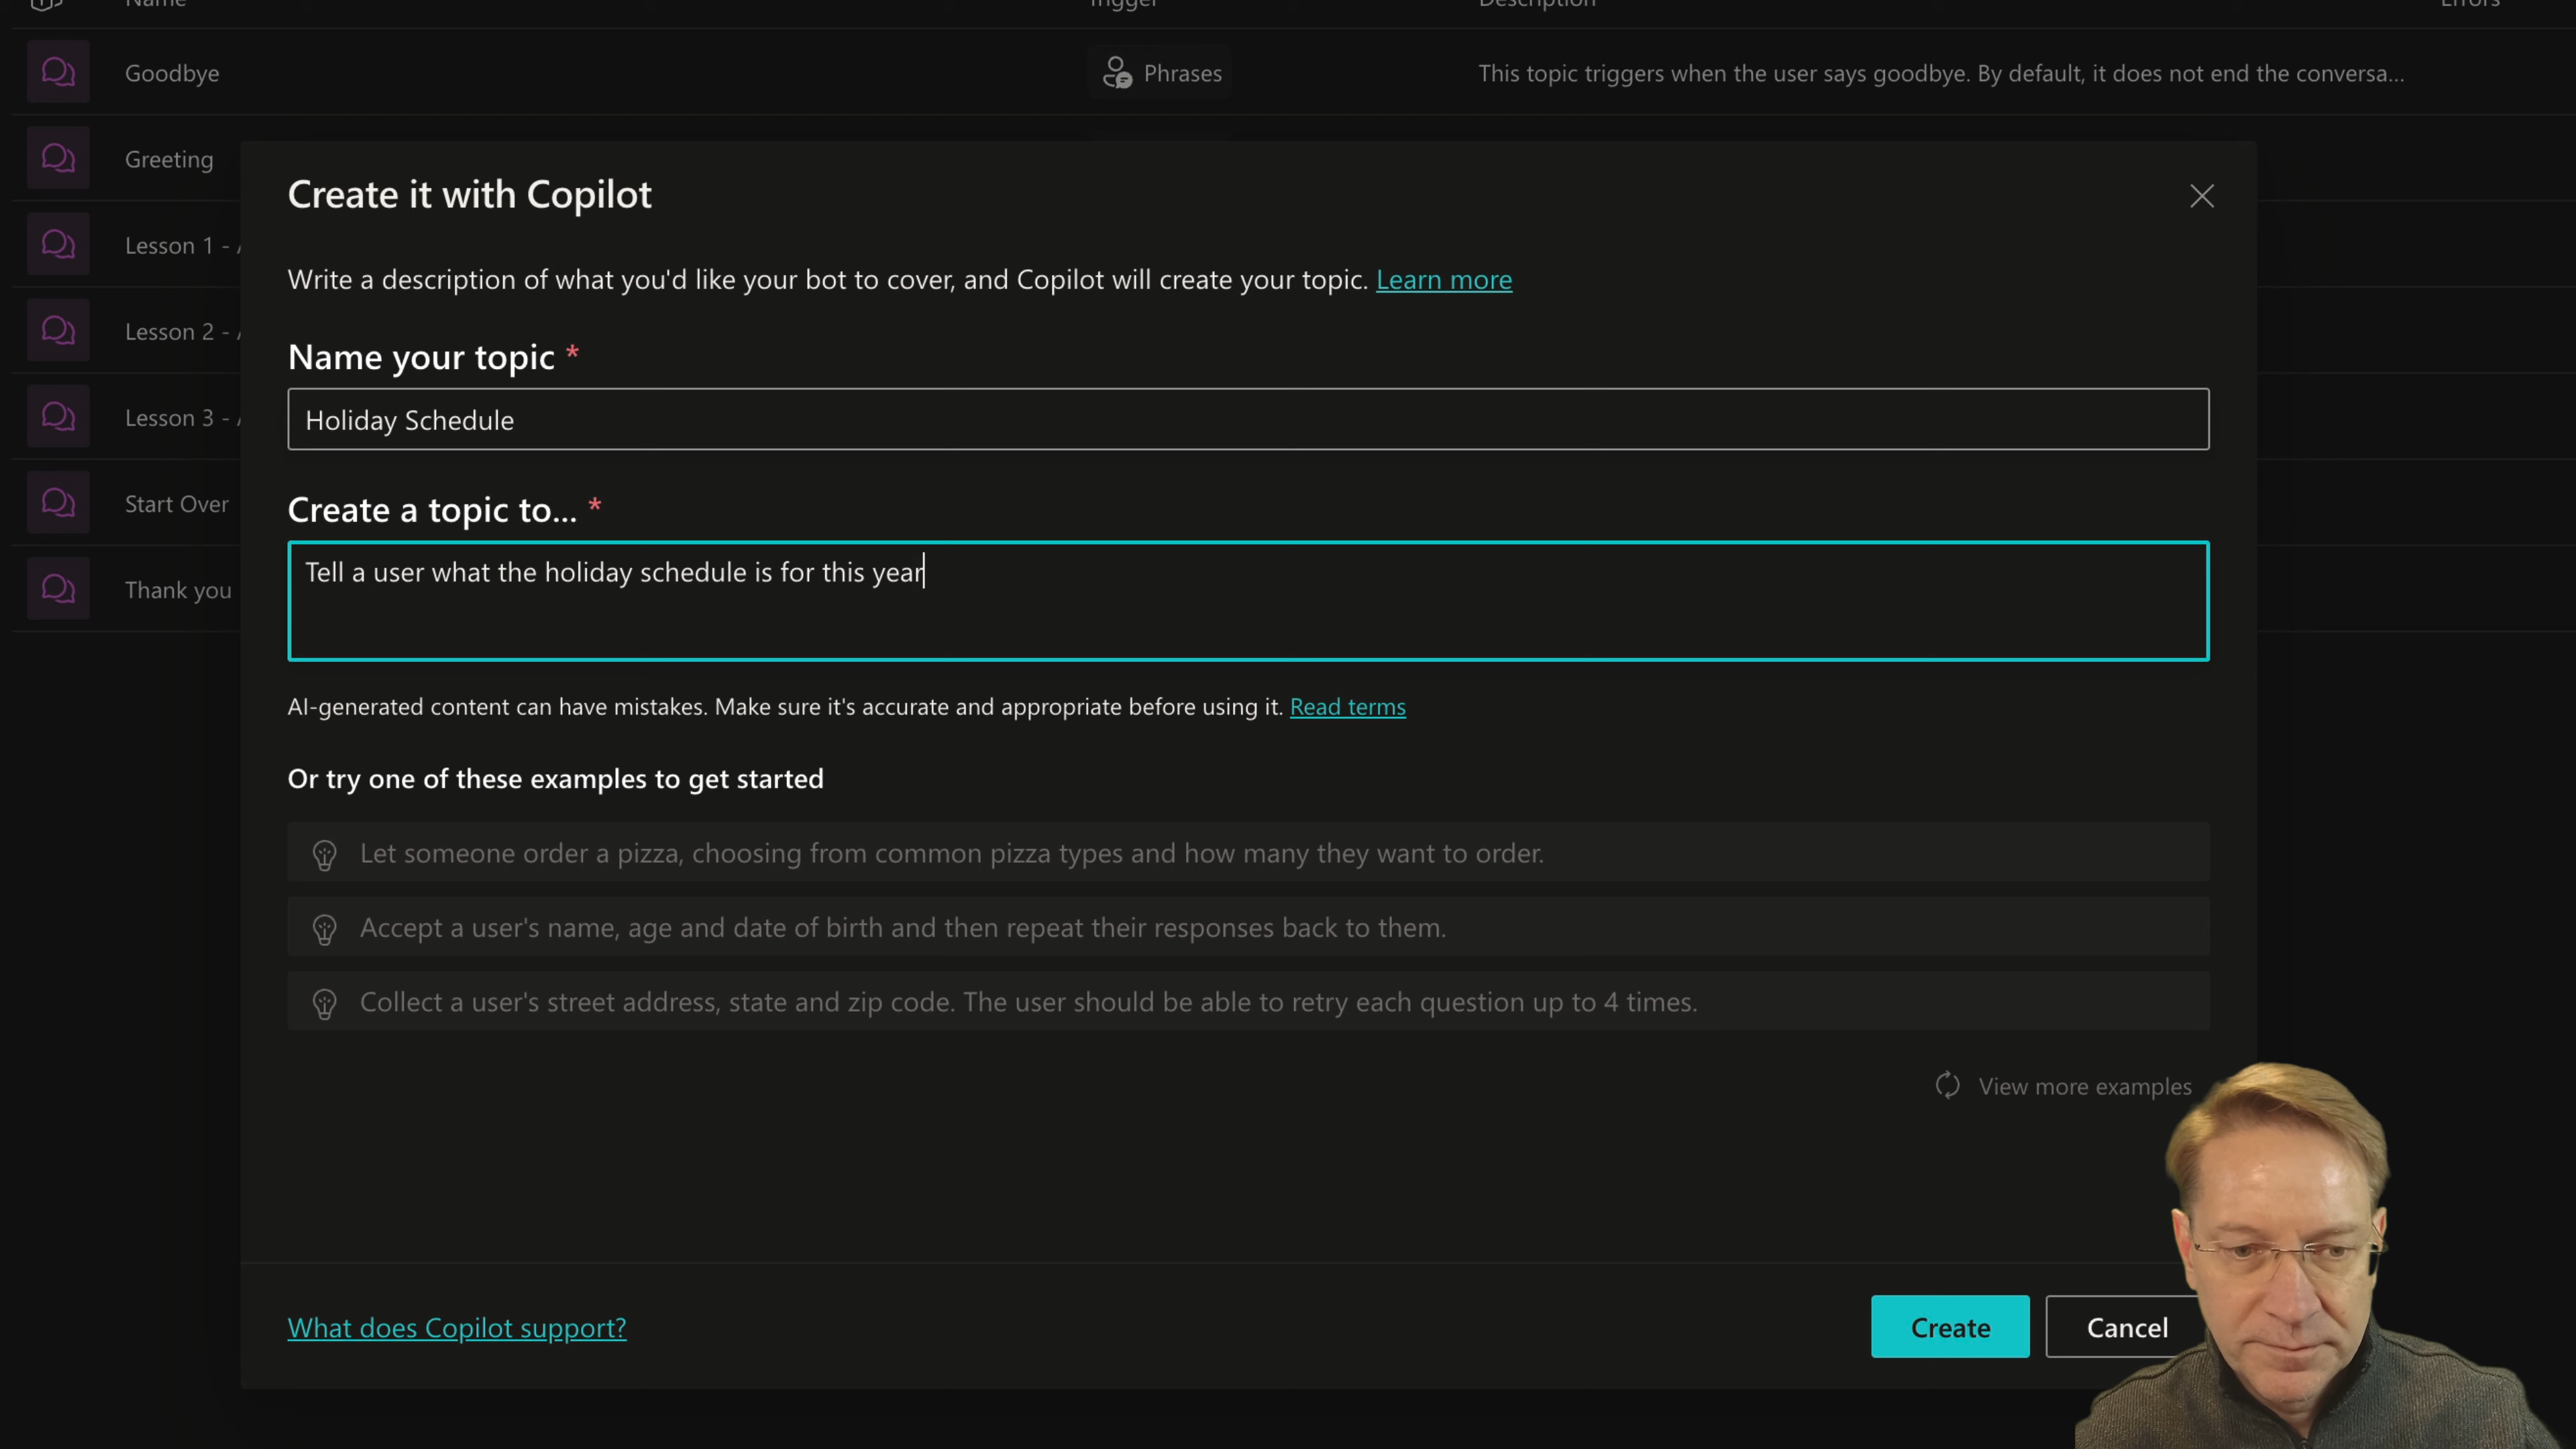 Name Trigger Description Errors
Goodbye Phrases This topic triggers when the user says goodbye. By default, it does not end the conversa...
Greeting
Create it with Copilot
Lesson 1 -
Write a description of what you'd like your bot to cover, and Copilot will create your topic. Learn more
Lesson 2 -
Name your topic *
Lesson 3 -
Holiday Schedule
Start Over
Create a topic to... *
Tell a user what the holiday schedule is for this year
Thank you
AI-generated content can have mistakes. Make sure it's accurate and appropriate before using it. Read terms
Or try one of these examples to get started
Let someone order a pizza, choosing from common pizza types and how many they want to order.
Accept a user's name, age and date of birth and then repeat their responses back to them.
Collect a user's street address, state and zip code. The user should be able to retry each question up to 4 times.
View more examples
What does Copilot support?
Create Cancel